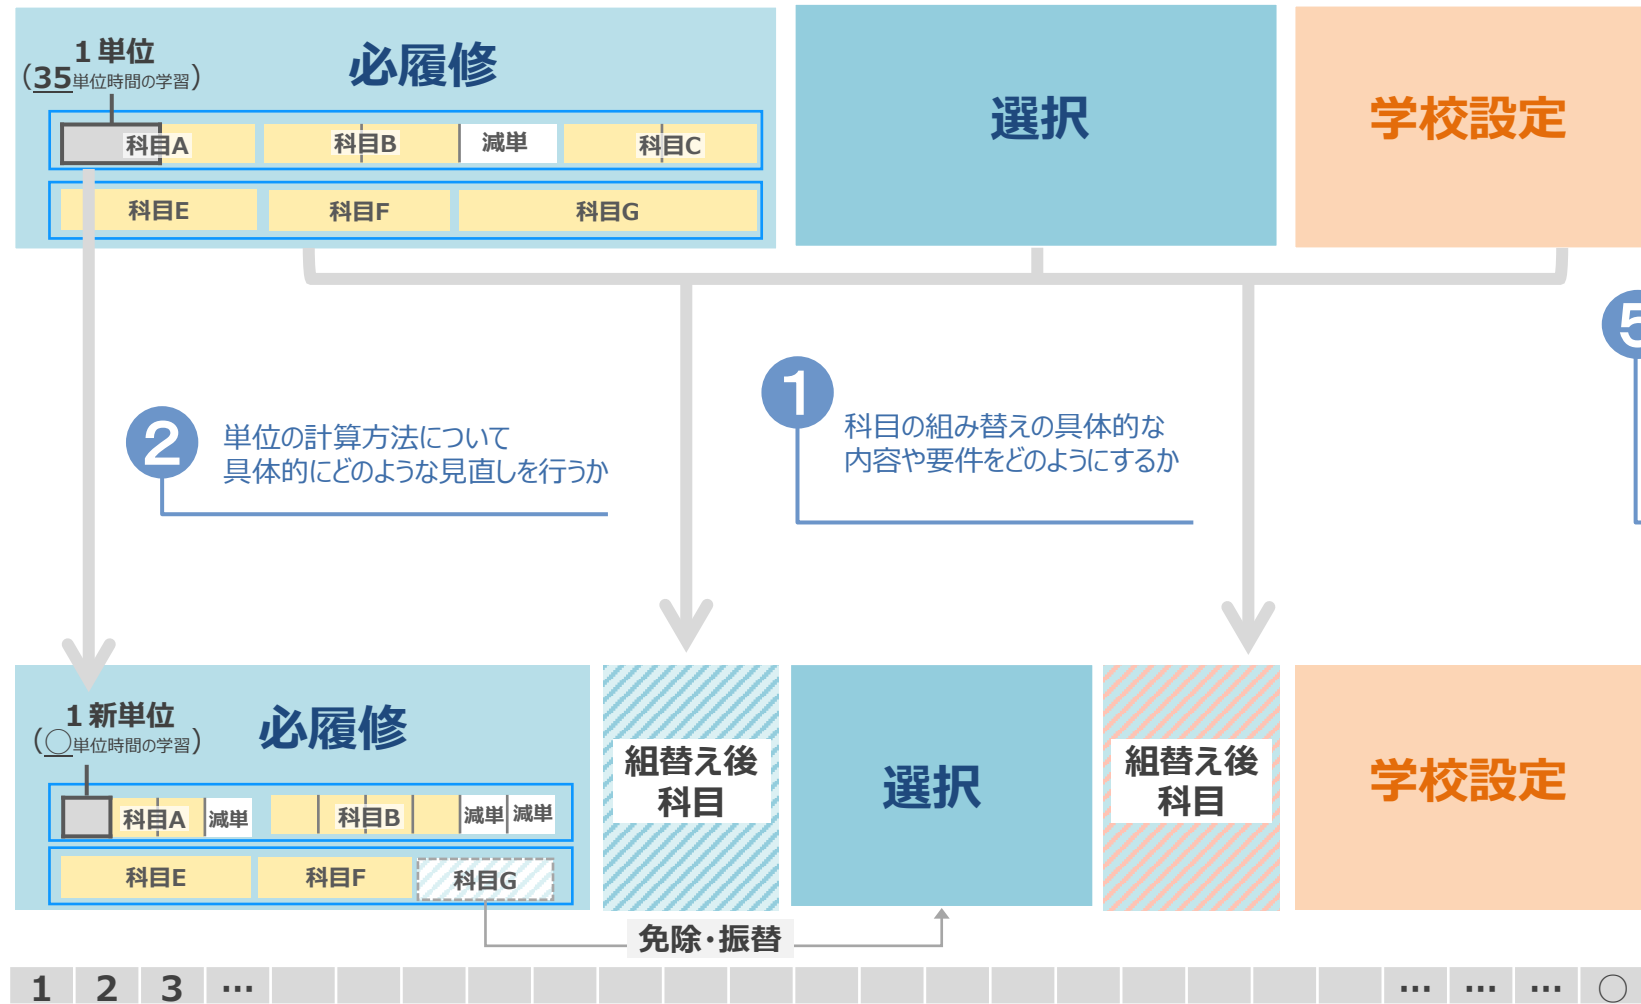 1単位
（35単位時間の学習）
必履修
選択
学校設定
科目A
科目B
減単
科目C
科目E
科目F
科目G
5
1
科目の組み替えの具体的な
内容や要件をどのようにするか
2
単位の計算方法について
具体的にどのような見直しを行うか
1新単位
（◯単位時間の学習）
必履修
組替え後
科目
選択
組替え後
科目
学校設定
科目A
減単
科目B
減単
減単
科目E
科目F
科目G
免除・振替
1 2 3 … … … … ◯